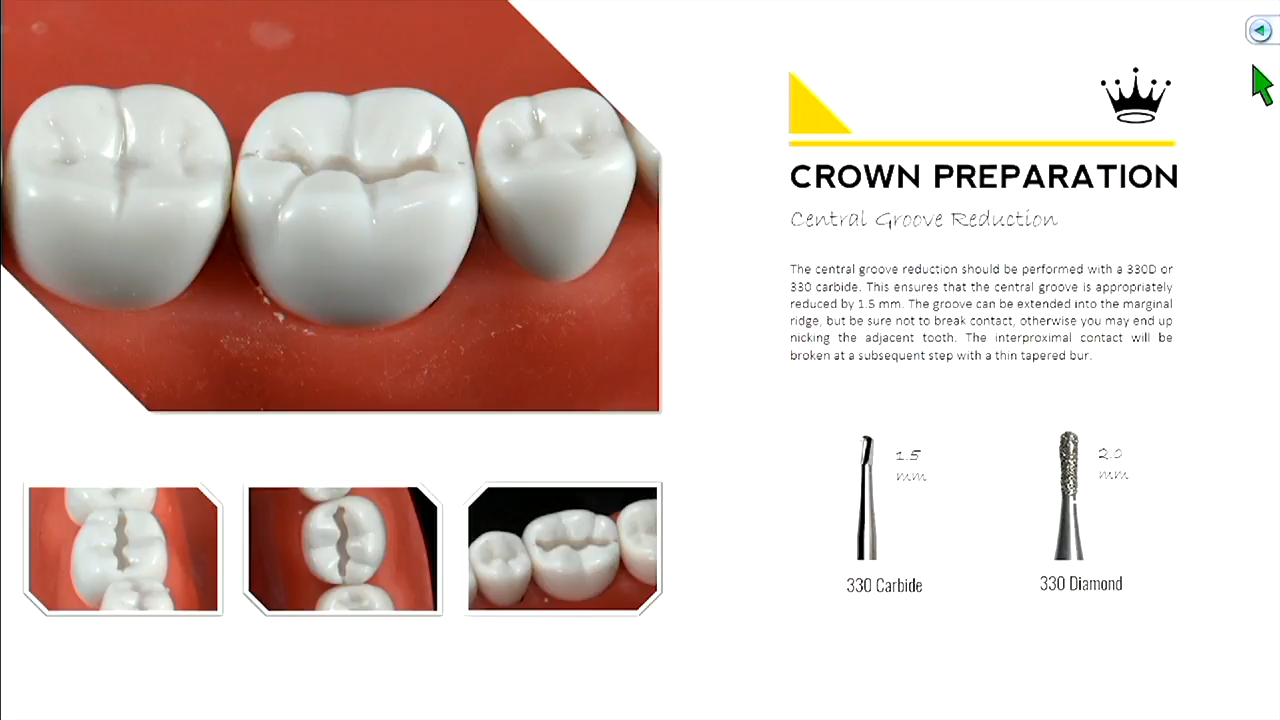 CROWN PREPARATION
Central Groove Reduction
The central groove reduction should be performed with a 330D or
330 carbide. This ensures that the central groove is appropriately
reduced by 1.5 mm. The groove can be extended into the marginal
ridge, but be sure not to break contact, otherwise you may end up
nicking the adjacent tooth. The interproximal contact will be
broken at a subsequent step with a thin tapered bur.
1.5
mm
2.0
mm
330 Carbide
330 Diamond